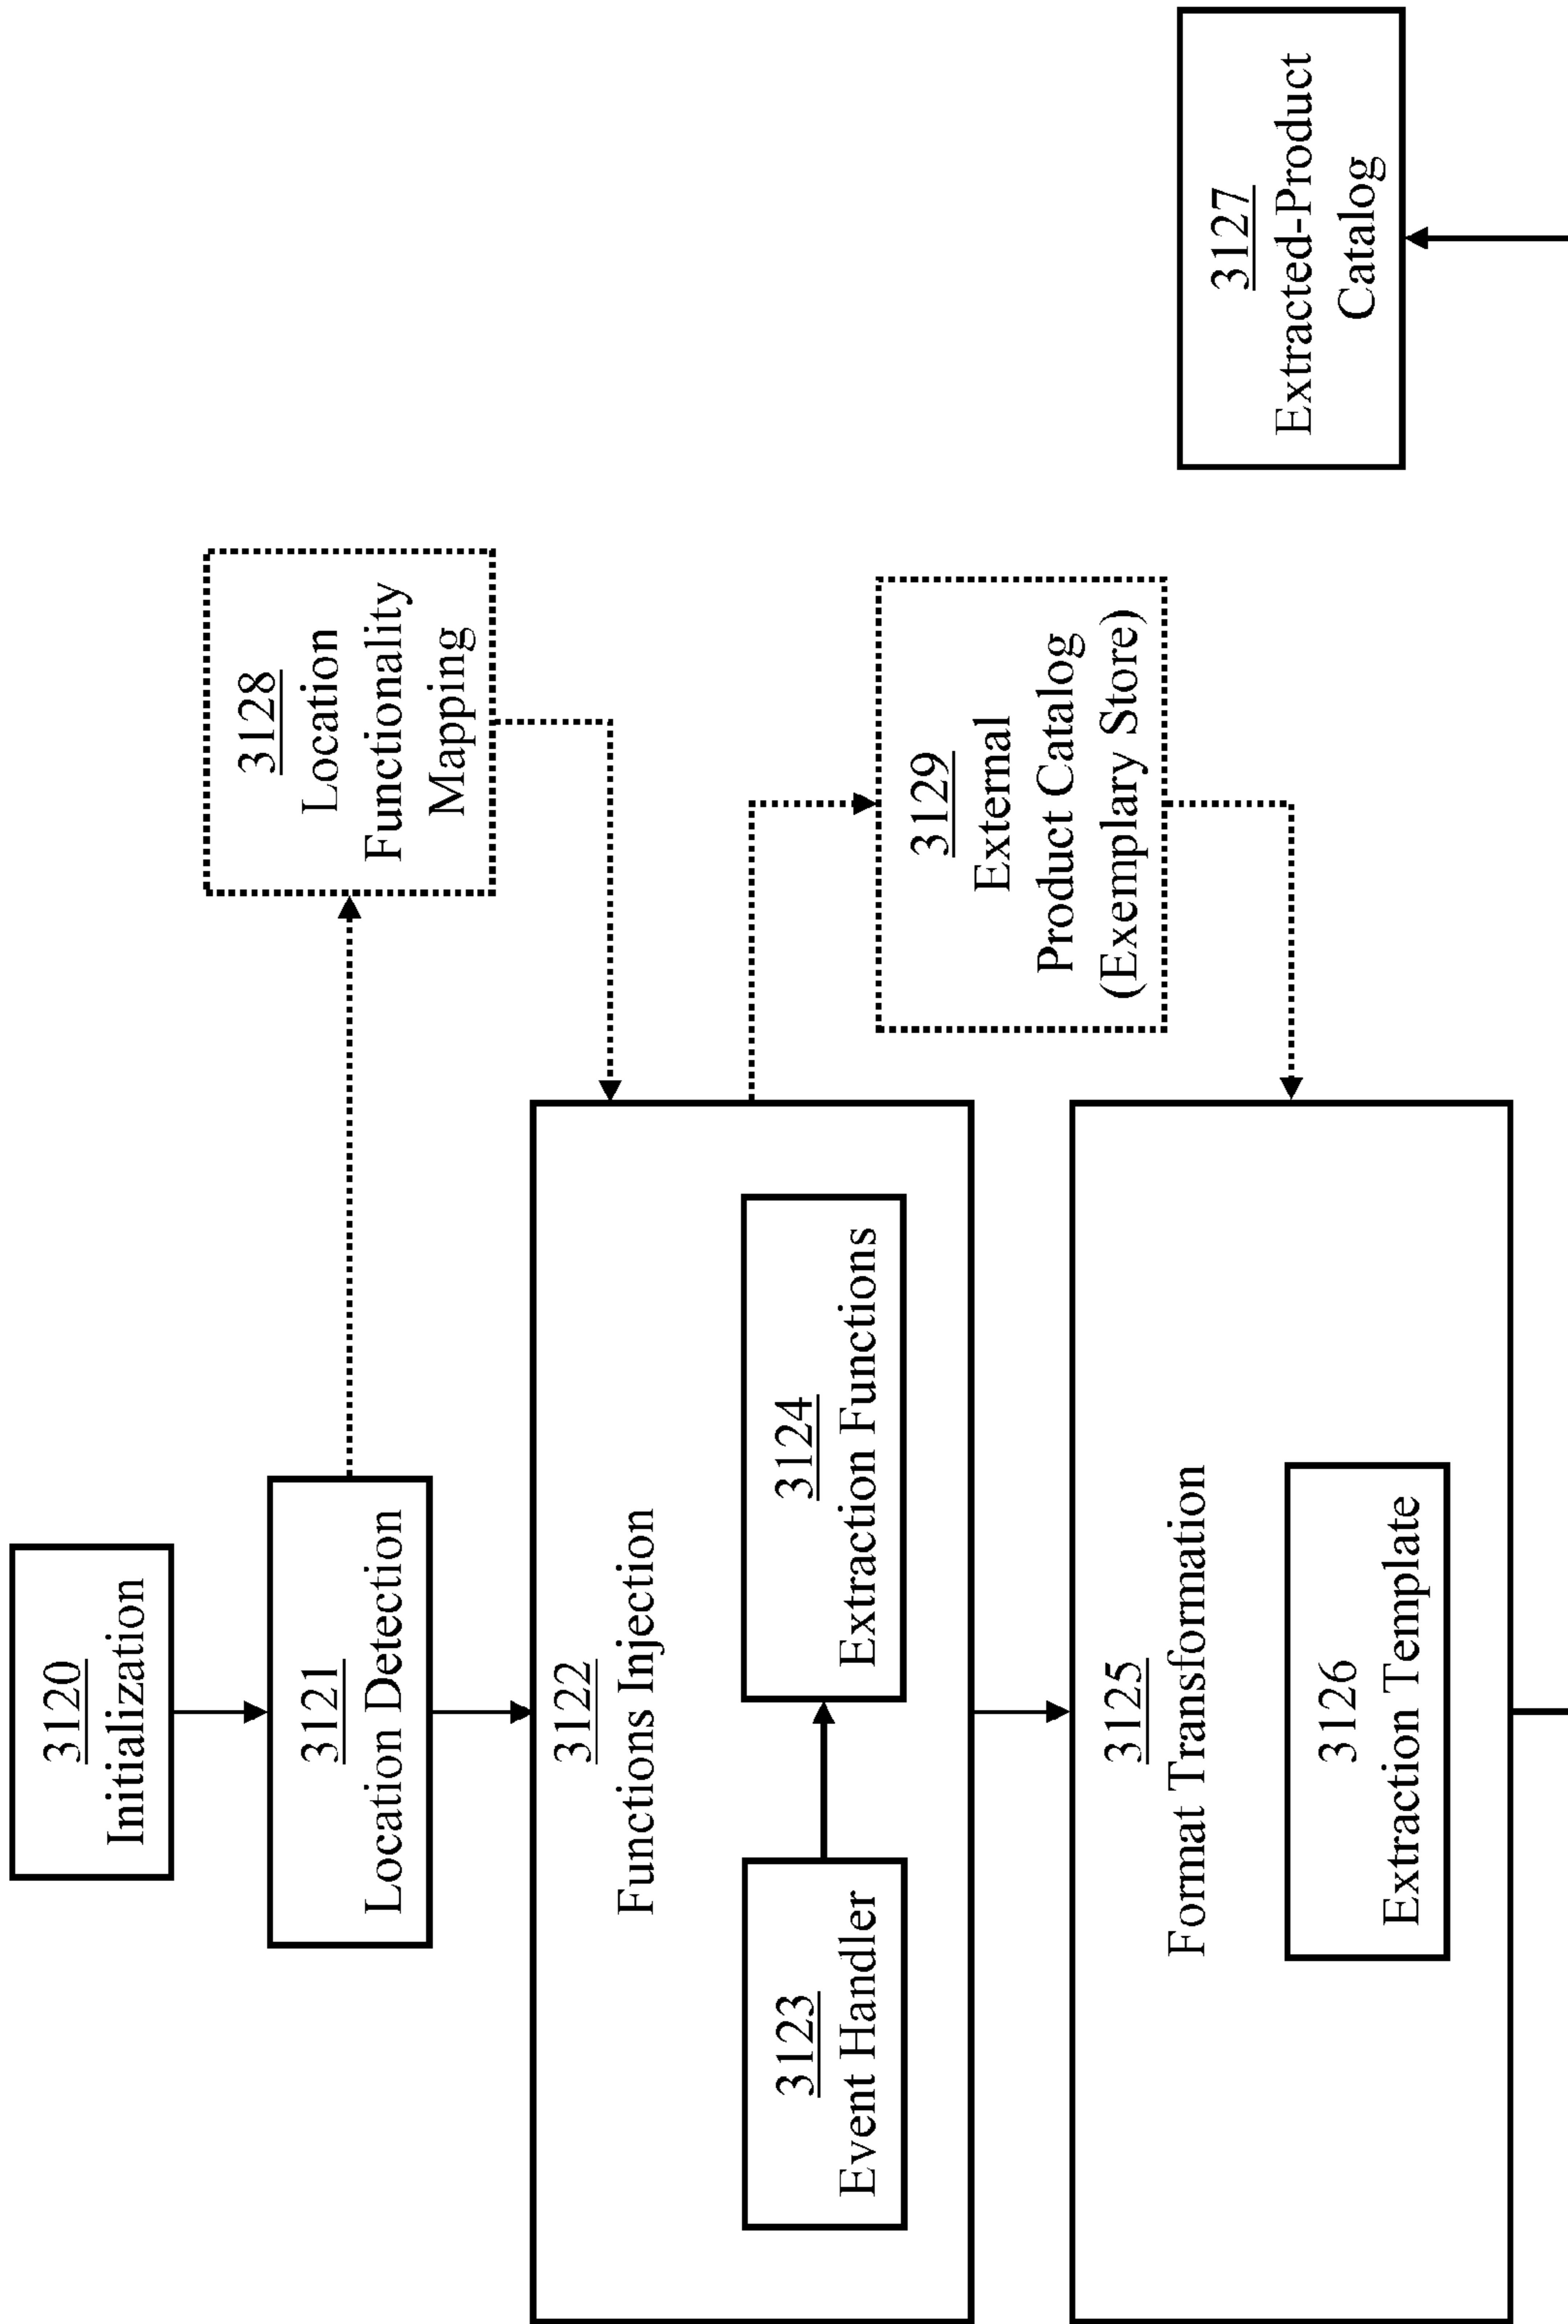 3120
Initialization
3121
Location Detection
3128
Location
Functionality
Mapping
3122
Functions Injection
3123
Event Handler
3124
Extraction Functions
3129
External
Product Catalog
(Exemplary Store)
3125
Format Transformation
3126
Extraction Template
3127
Extracted-Product
Catalog